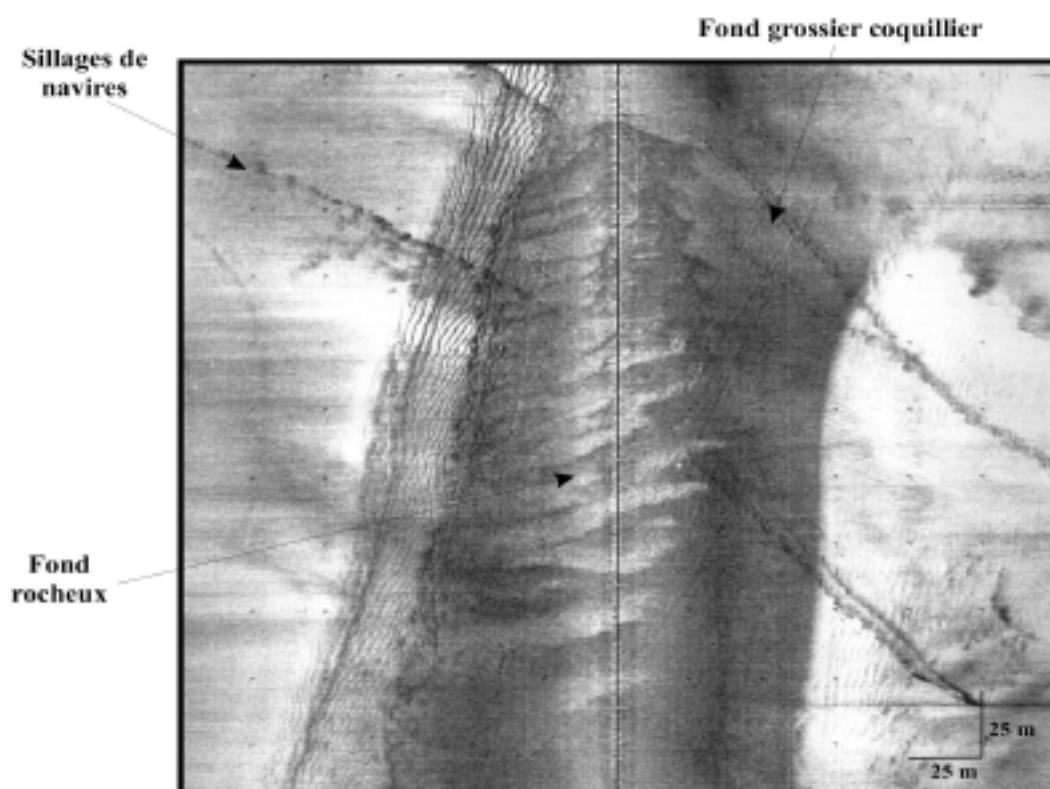 Fond grossier coquillier
Sillages de
navires
Fond
rocheux
25 m
25 m